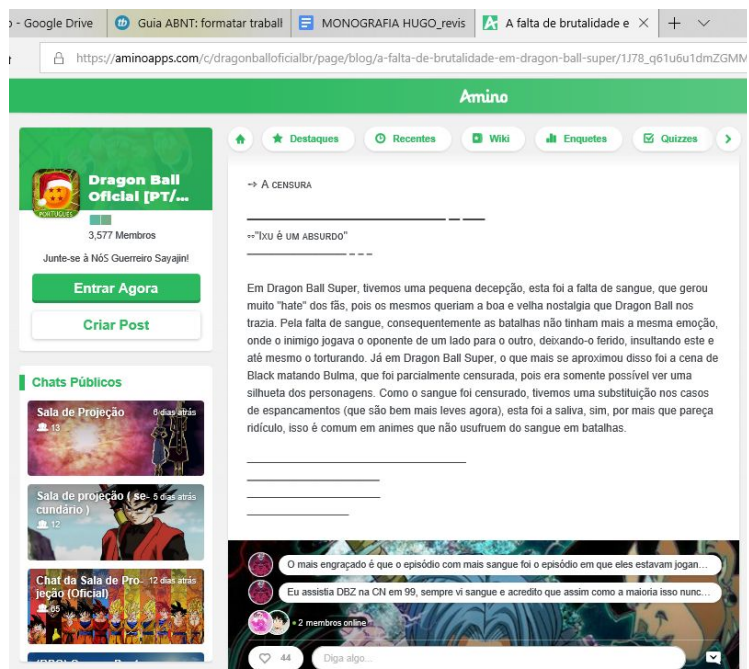 - Google Drive
Guia ABNT: formatar traball
MONOGRAFIA HUGO_revis
A falta de brutalidade e
https://aminoapps.com/c/dragonballoficialbr/page/blog/a-falta-de-brutalidade-em-dragon-ball-super/1J78_q61u6u1dmZGMM
Amino
Dragon Ball
Oficial [PT/...
PORTUGUÊS
3,577 Membros
Junte-se à NóS Guerreiro Sayajin!
Entrar Agora
Criar Post
Chats Públicos
Sala de Projeção
6 dias atrás
13
Sala de projeção ( se-
cundário )
5 dias atrás
12
Chat da Sala de Pro-
jeção (Oficial)
12 dias atrás
65
Destaques
Recentes
Wiki
Enquetes
Quizzes
-> A CENSURA
"IXU É UM ABSURDO"
Em Dragon Ball Super, tivemos uma pequena decepção, esta foi a falta de sangue, que gerou
muito "hate" dos fãs, pois os mesmos queriam a boa e velha nostalgia que Dragon Ball nos
trazia. Pela falta de sangue, consequentemente as batalhas não tinham mais a mesma emoção,
onde o inimigo jogava o oponente de um lado para o outro, deixando-o ferido, insultando este e
até mesmo o torturando. Já em Dragon Ball Super, o que mais se aproximou disso foi a cena de
Black matando Bulma, que foi parcialmente censurada, pois era somente possível ver uma
silhueta dos personagens. Como o sangue foi censurado, tivemos uma substituição nos casos
de espancamentos (que são bem mais leves agora), esta foi a saliva, sim, por mais que pareça
ridículo, isso é comum em animes que não usufruem do sangue em batalhas.
O mais engraçado é que o episódio com mais sangue foi o episódio em que eles estavam jogan...
Eu assistia DBZ na CN em 99, sempre vi sangue e acredito que assim como a maioria isso nunc...
2 membros online
44
Diga algo...